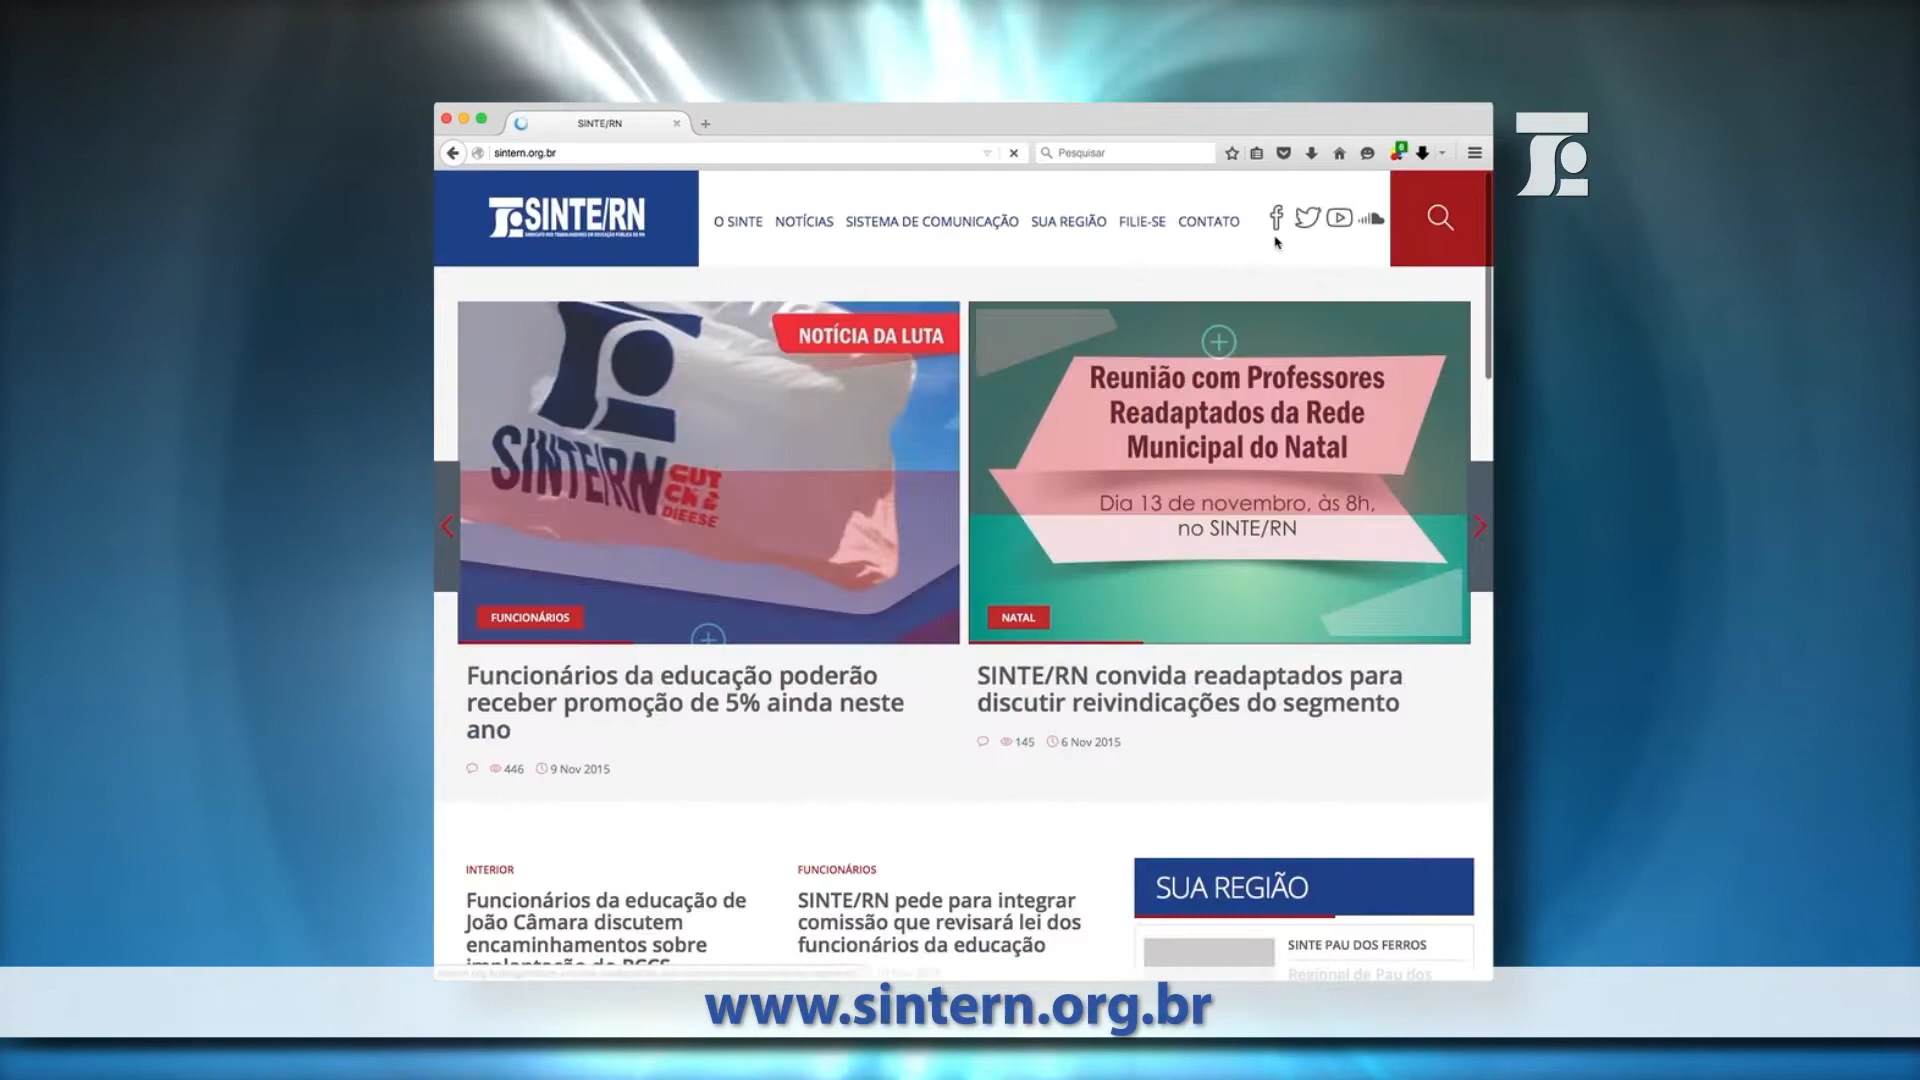 SINTE/RN
sintern.org.br
Pesquisar
SINTE/RN
O SINTE NOTÍCIAS SISTEMA DE COMUNICAÇÃO SUA REGIÃO FILIE-SE CONTATO
NOTÍCIA DA LUTA
SINTE/RN
CUT
CN
DIEESE
FUNCIONÁRIOS
Funcionários da educação poderão
receber promoção de 5% ainda neste
ano
446 9 Nov 2015
Reunião com Professores
Readaptados da Rede
Municipal do Natal
Dia 13 de novembro, às 8h,
no SINTE/RN
NATAL
SINTE/RN convida readaptados para
discutir reivindicações do segmento
145 6 Nov 2015
INTERIOR
Funcionários da educação de
João Câmara discutem
encaminhamentos sobre
FUNCIONÁRIOS
SINTE/RN pede para integrar
comissão que revisará lei dos
funcionários da educação
SUA REGIÃO
SINTE PAU DOS FERROS
Regional de Pau dos
www.sintern.org.br